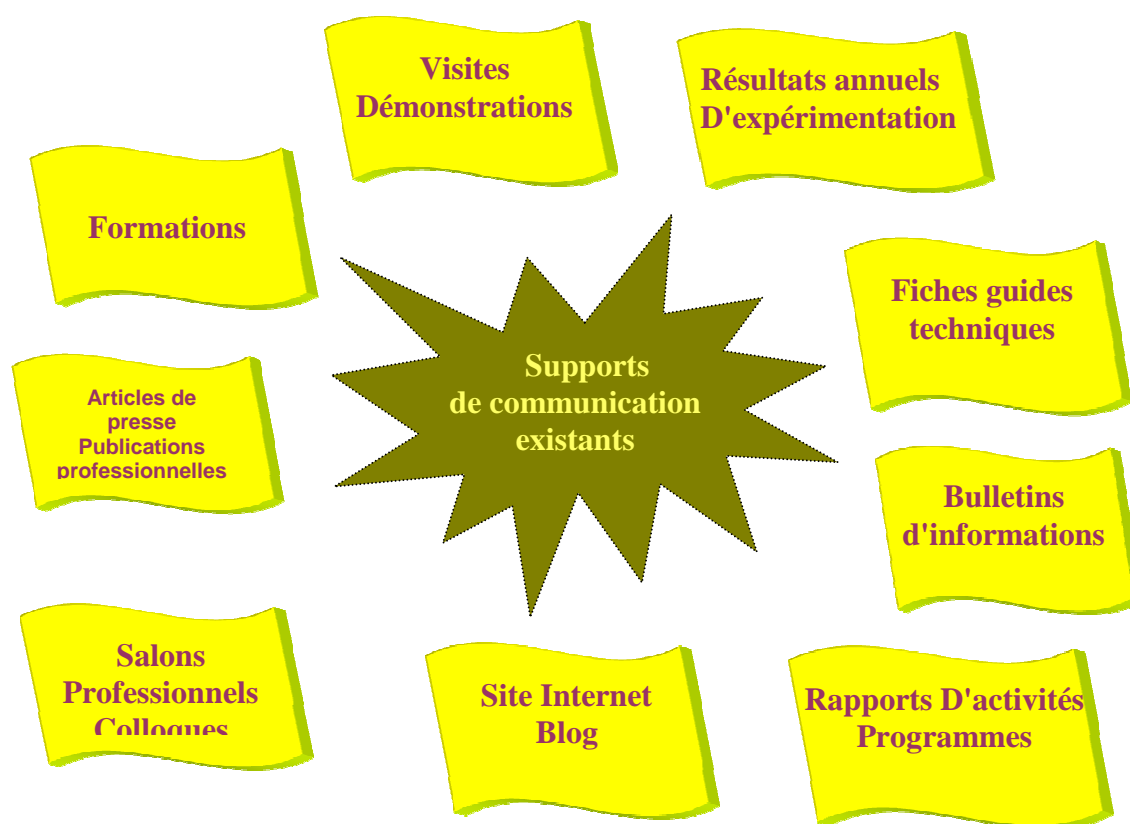 Visites
Démonstrations
Résultats annuels
D'expérimentation
Formations
Fiches guides
techniques
Supports
de communication
existants
Articles de
presse
Publications
professionnelles
Bulletins
d'informations
Salons
Professionnels
Colloques
Site Internet
Blog
Rapports D'activités
Programmes